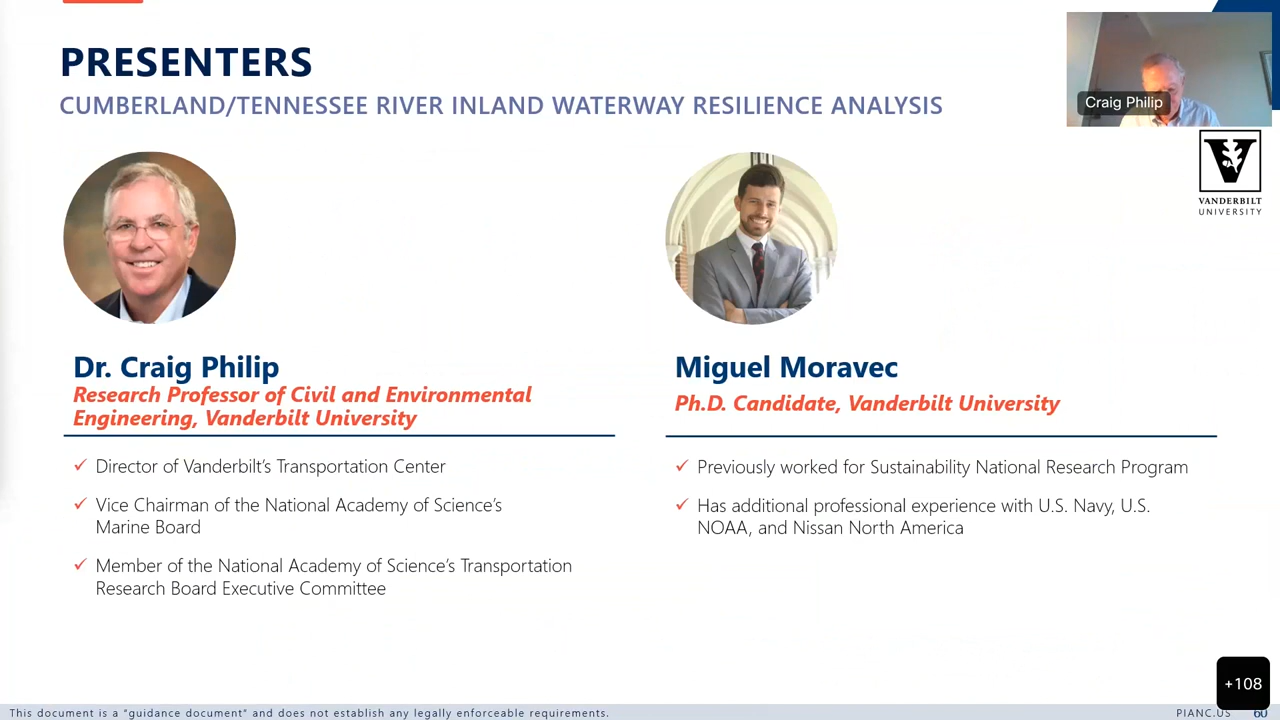 PRESENTERS
CUMBERLAND/TENNESSEE RIVER INLAND WATERWAY RESILIENCE ANALYSIS
Craig Philip
VANDERBILT
UNIVERSITY
Dr. Craig Philip
Research Professor of Civil and Environmental
Engineering, Vanderbilt University
✓ Director of Vanderbilt's Transportation Center
✓ Vice Chairman of the National Academy of Science's
Marine Board
✓ Member of the National Academy of Science's Transportation
Research Board Executive Committee
Miguel Moravec
Ph.D. Candidate, Vanderbilt University
✓ Previously worked for Sustainability National Research Program
✓ Has additional professional experience with U.S. Navy, U.S.
NOAA, and Nissan North America
+108
This document is a "guidance document" and does not establish any legally enforceable requirements.
PIANC.US 60